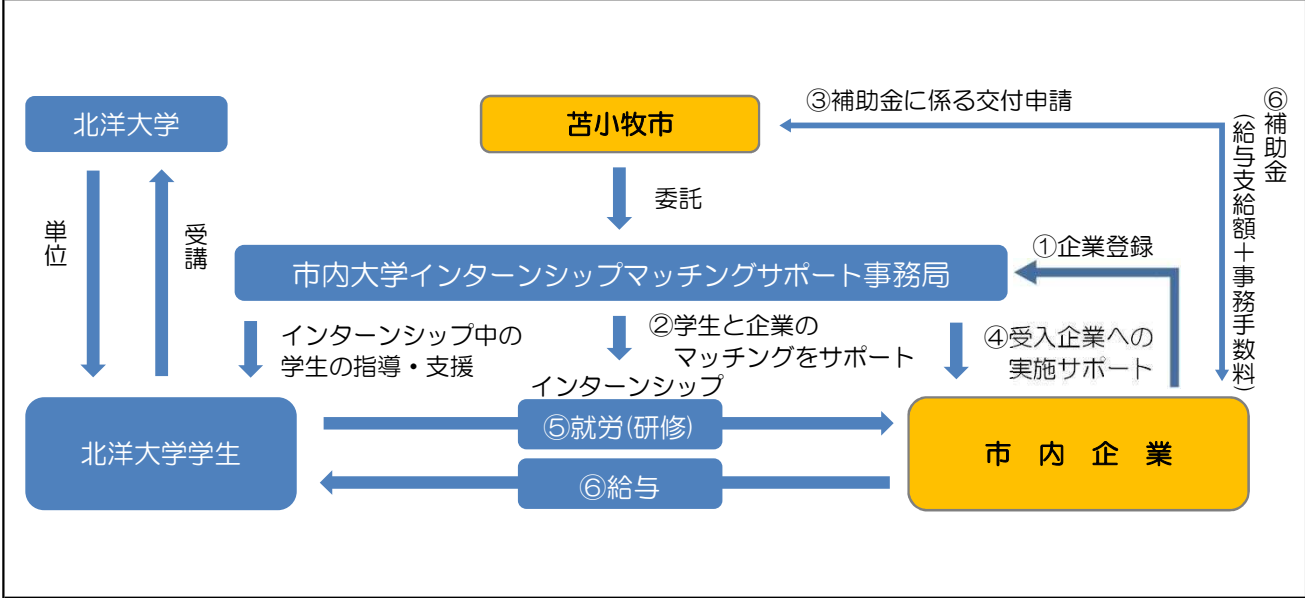 ③補助金に係る交付申請
⑥補助金
(給与支給額＋事務手数料)
北洋大学
苫小牧市
委託
単位
受講
①企業登録
市内大学インターンシップマッチングサポート事務局
インターンシップ中の
学生の指導・支援
②学生と企業の
マッチングをサポート
④受入企業への
実施サポート
インターンシップ
⑤就労(研修)
北洋大学学生
市内企業
⑥給与